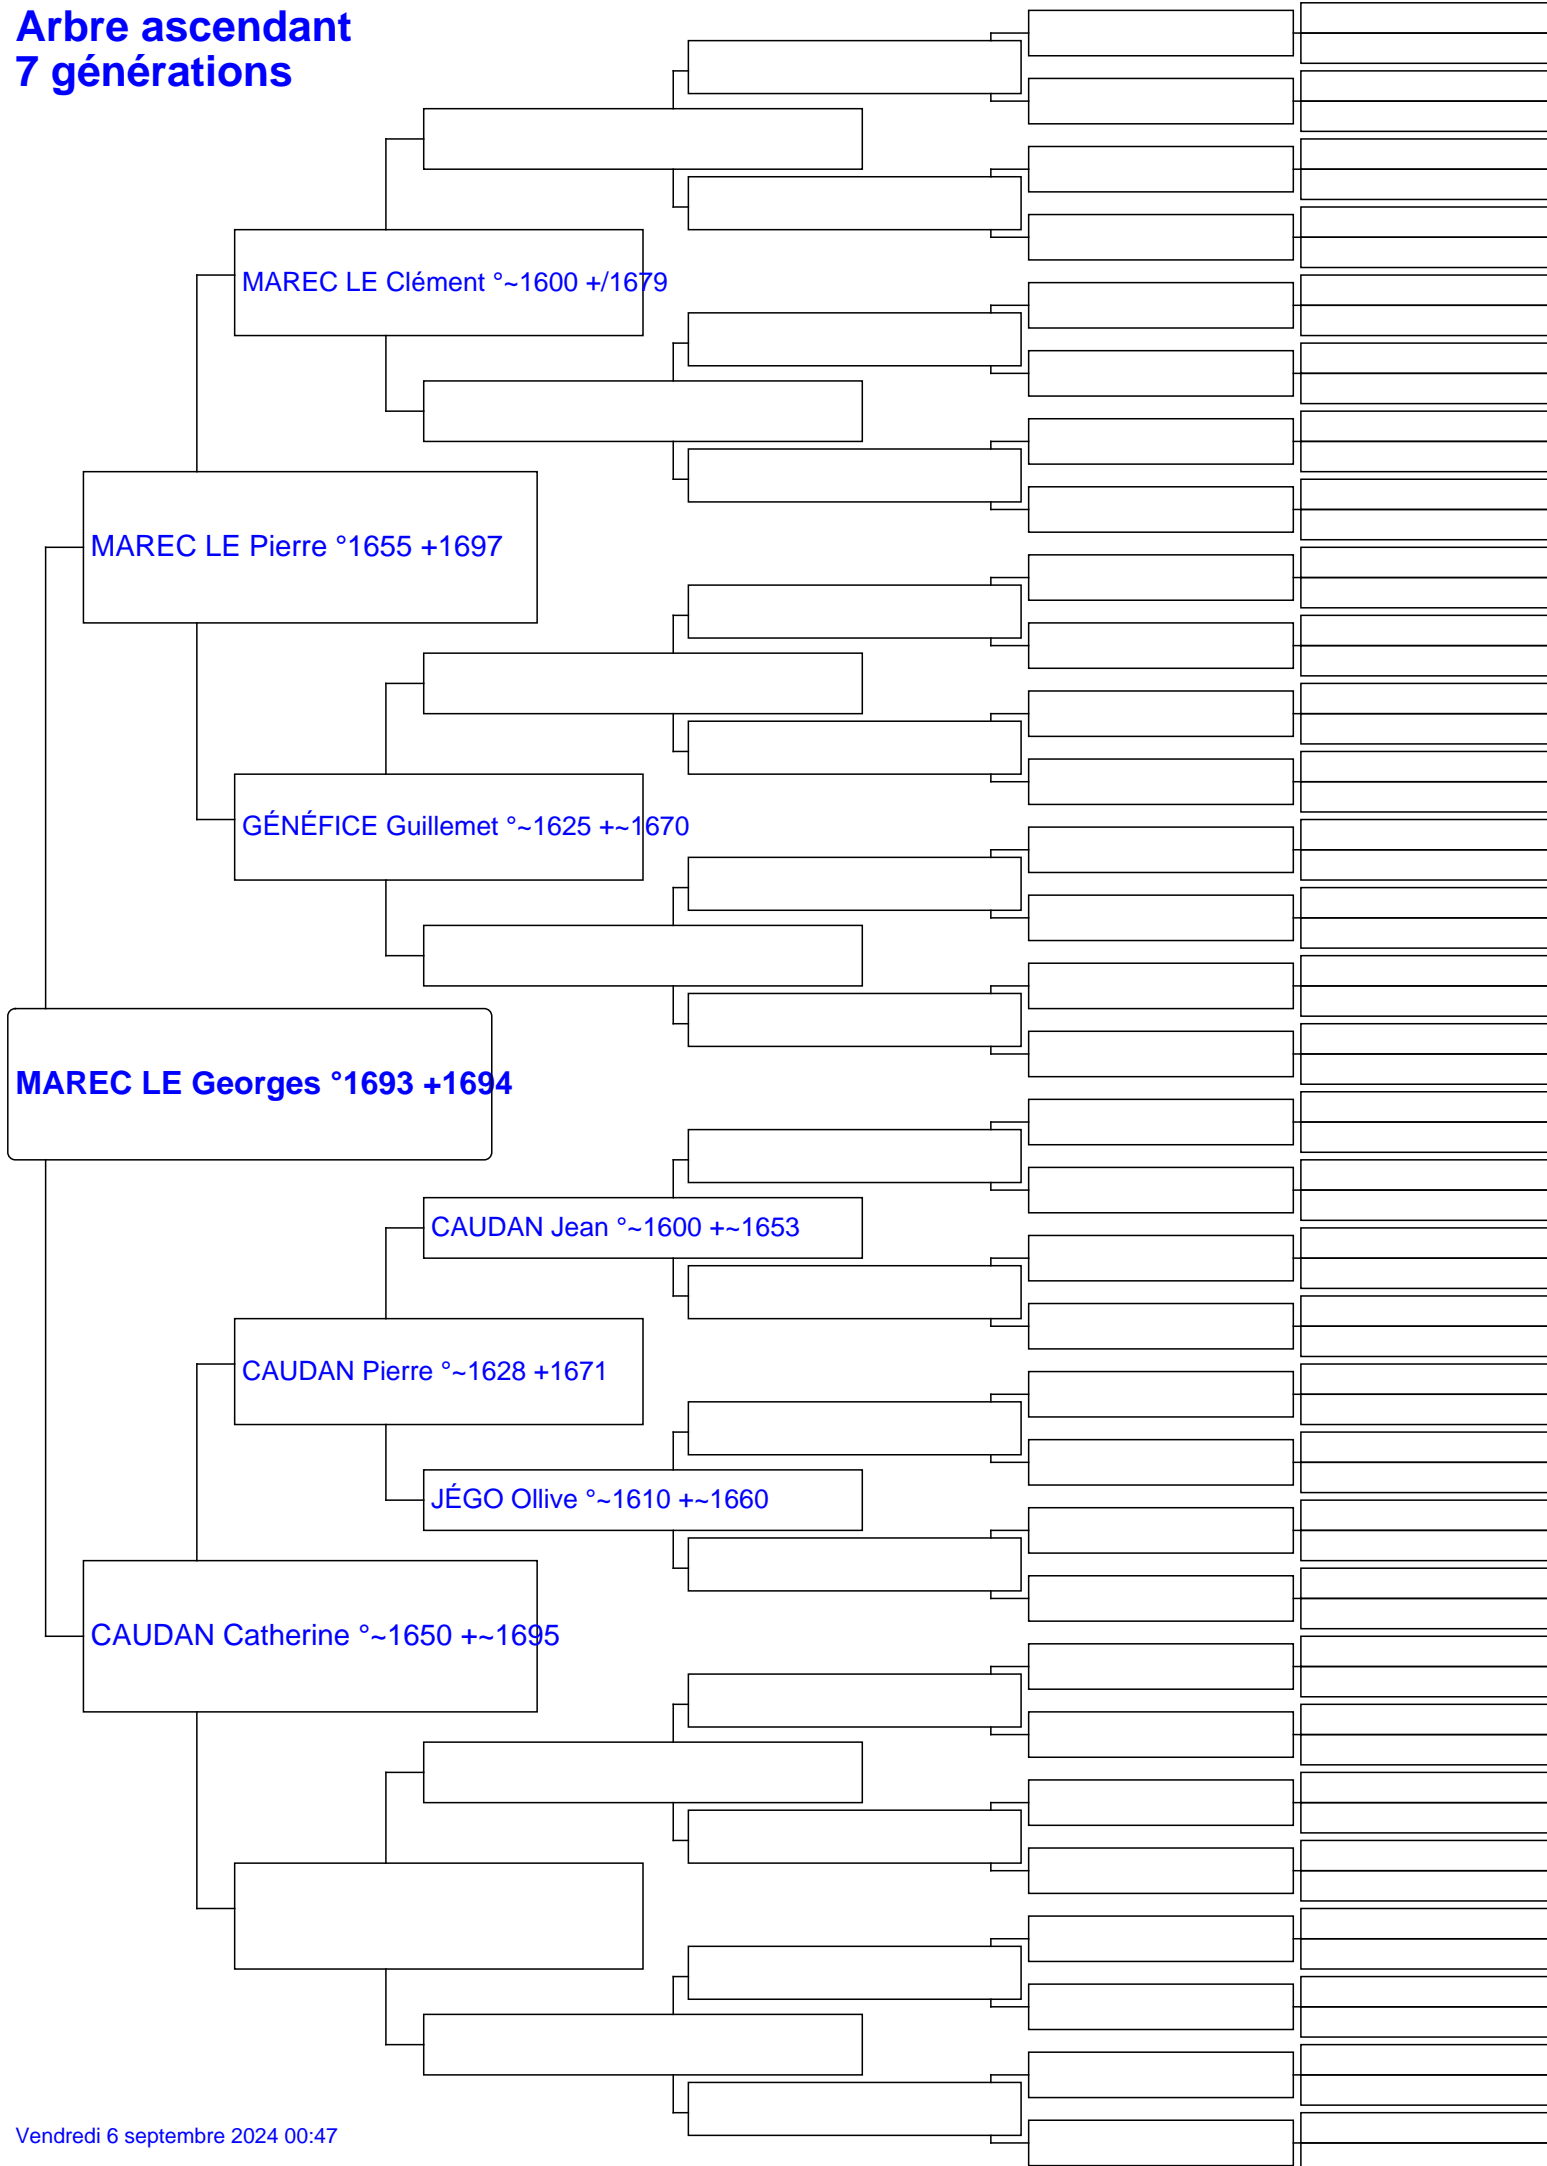 Arbre ascendant
7 générations
MAREC LE Clément °~1600 +/1679
MAREC LE Pierre °1655 +1697
GÉNÉFICE Guillemet °~1625 +~1670
MAREC LE Georges °1693 +1694
CAUDAN Jean °~1600 +~1653
CAUDAN Pierre °~1628 +1671
JÉGO Ollive °~1610 +~1660
CAUDAN Catherine °~1650 +~1695
Vendredi 6 septembre 2024 00:47